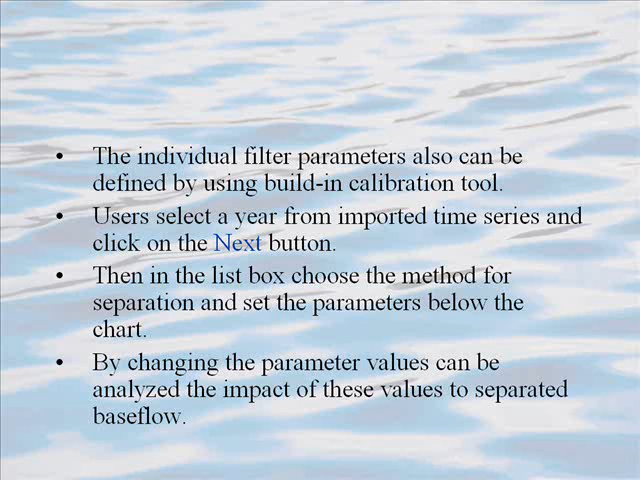 • The individual filter parameters also can be
defined by using build-in calibration tool.
• Users select a year from imported time series and
click on the Next button.
• Then in the list box choose the method for
separation and set the parameters below the
chart.
• By changing the parameter values can be
analyzed the impact of these values to separated
baseflow.